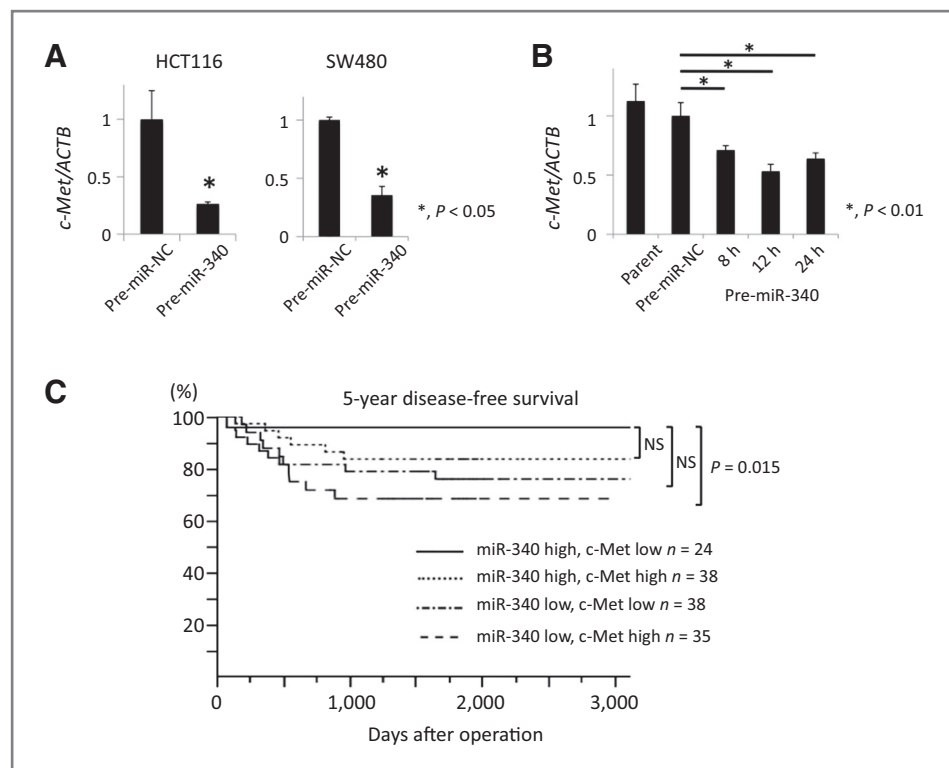 A
HCT116
SW480
c-Met/ACTB
1
0.5
0
Pre-miR-NC
Pre-miR-340
*
1
0.5
0
Pre-miR-NC
Pre-miR-340
*
*, P < 0.05
B
c-Met/ACTB
1
0.5
0
*
*
*
Parent
Pre-miR-NC
8 h
12 h
24 h
Pre-miR-340
*, P < 0.01
C
(%)
5-year disease-free survival
100
80
60
40
20
NS
NS
P = 0.015
miR-340 high, c-Met low n = 24
miR-340 high, c-Met high n = 38
miR-340 low, c-Met low n = 38
miR-340 low, c-Met high n = 35
0
1,000
2,000
3,000
Days after operation